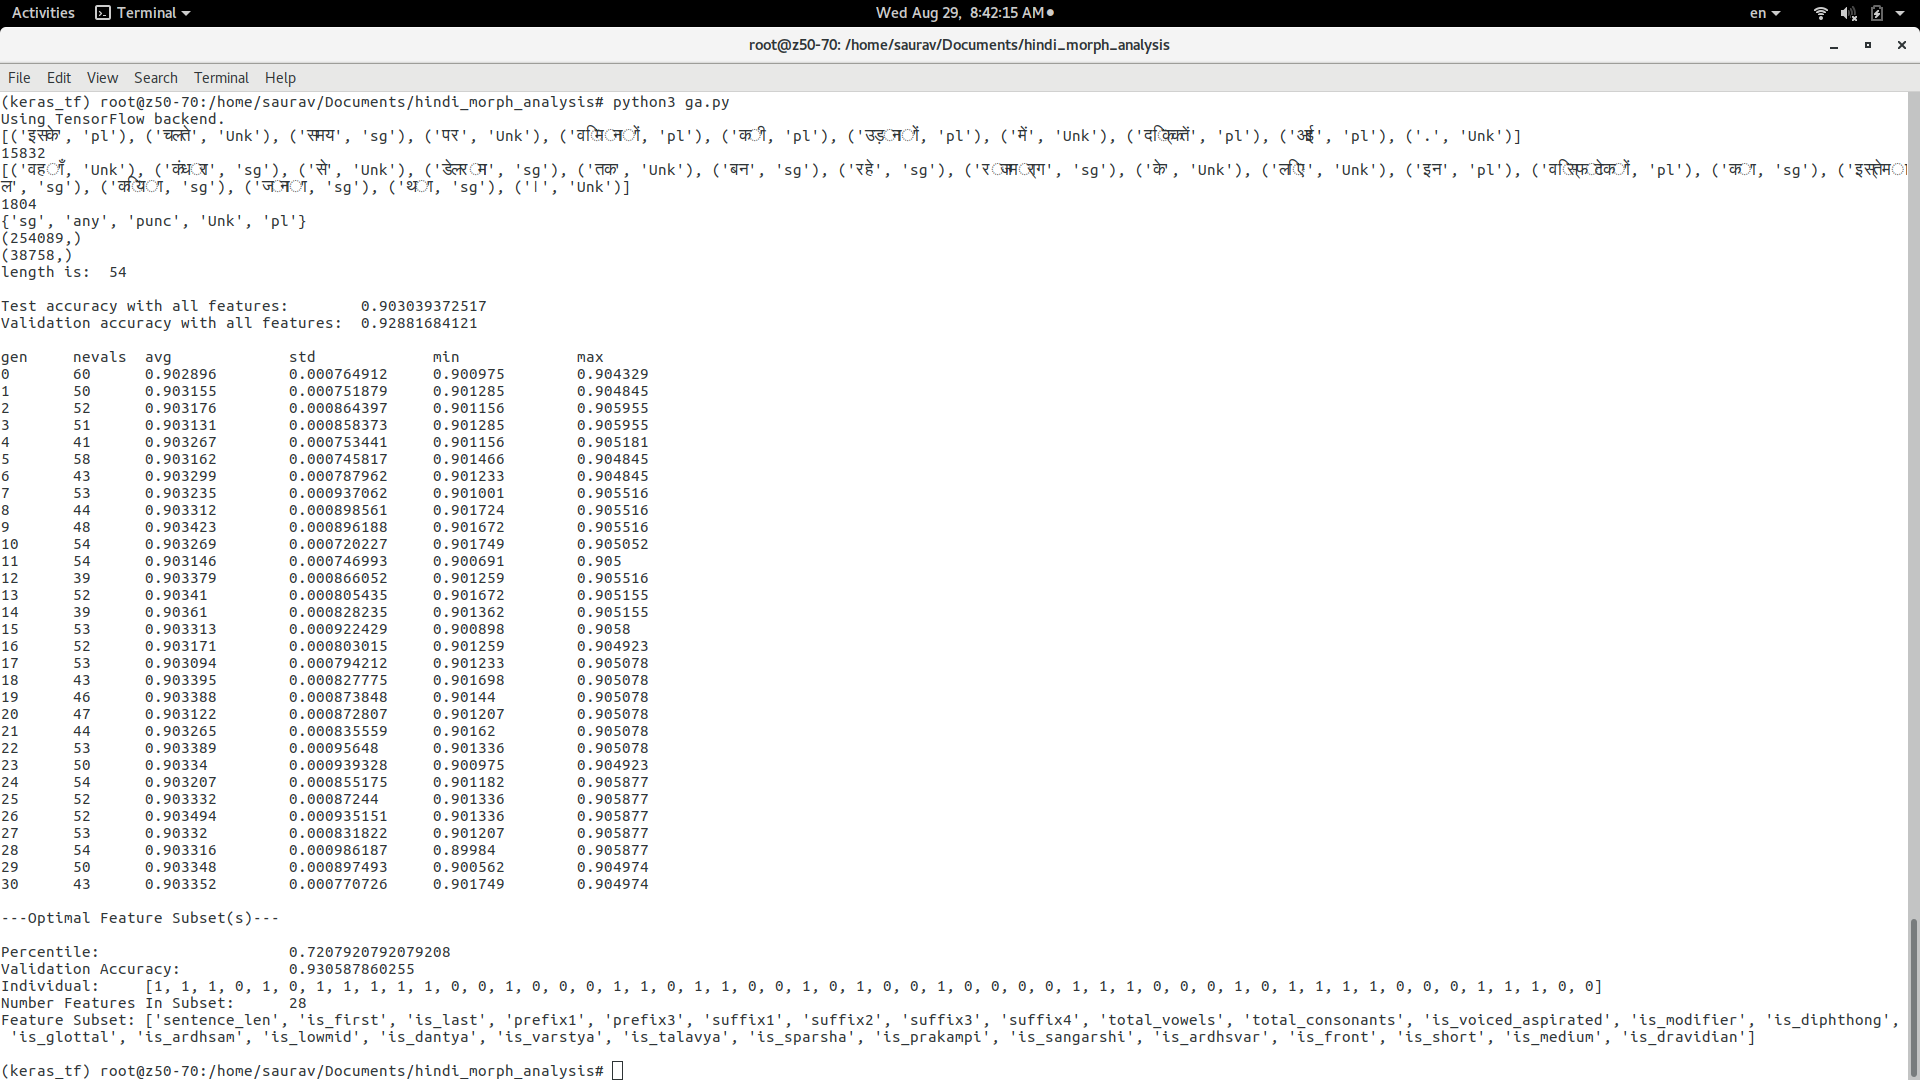 Activities Terminal Wed Aug 29, 8:42:15 AM en
root@z50-70: /home/saurav/Documents/hindi_morph_analysis
File Edit View Search Terminal Help
(keras_tf) root@z50-70:/home/saurav/Documents/hindi_morph_analysis# python3 ga.py
Using TensorFlow backend.
[('इसके', 'pl'), ('चलते', 'Unk'), ('समय', 'sg'), ('पर', 'Unk'), ('विमानों', 'pl'), ('की', 'pl'), ('उड़ानों', 'pl'), ('में', 'Unk'), ('दिक्कतें', 'pl'), ('आई', 'pl'), ('.', 'Unk')]
15832
[('वहाँ', 'Unk'), ('कंधार', 'sg'), ('से', 'Unk'), ('डेलाराम', 'sg'), ('तक', 'Unk'), ('बन', 'sg'), ('रहे', 'sg'), ('राजमार्ग', 'sg'), ('के', 'Unk'), ('लिए', 'Unk'), ('इन', 'pl'), ('विस्फोटकों', 'pl'), ('का', 'sg'), ('इस्तेमा
ल', 'sg'), ('किया', 'sg'), ('जाना', 'sg'), ('था', 'sg'), ('।', 'Unk')]
1804
{'sg', 'any', 'punc', 'Unk', 'pl'}
(254089,)
(38758,)
length is:  54
Test accuracy with all features: 0.903039372517
Validation accuracy with all features: 0.92881684121
gen nevals avg std min max
0 60 0.902896 0.000764912 0.900975 0.904329
1 50 0.903155 0.000751879 0.901285 0.904845
2 52 0.903176 0.000864397 0.901156 0.905955
3 51 0.903131 0.000858373 0.901285 0.905955
4 41 0.903267 0.000753441 0.901156 0.905181
5 58 0.903162 0.000745817 0.901466 0.904845
6 43 0.903299 0.000787962 0.901233 0.904845
7 53 0.903235 0.000937062 0.901001 0.905516
8 44 0.903312 0.000898561 0.901724 0.905516
9 48 0.903423 0.000896188 0.901672 0.905516
10 54 0.903269 0.000720227 0.901749 0.905052
11 54 0.903146 0.000746993 0.900691 0.905
12 39 0.903379 0.000866052 0.901259 0.905516
13 52 0.90341 0.000805435 0.901672 0.905155
14 39 0.90361 0.000828235 0.901362 0.905155
15 53 0.903313 0.000922429 0.900898 0.9058
16 52 0.903171 0.000803015 0.901259 0.904923
17 53 0.903094 0.000794212 0.901233 0.905078
18 43 0.903395 0.000827775 0.901698 0.905078
19 46 0.903388 0.000873848 0.90144 0.905078
20 47 0.903122 0.000872807 0.901207 0.905078
21 44 0.903265 0.000835559 0.90162 0.905078
22 53 0.903389 0.00095648 0.901336 0.905078
23 50 0.90334 0.000939328 0.900975 0.904923
24 54 0.903207 0.000855175 0.901182 0.905877
25 52 0.903332 0.00087244 0.901336 0.905877
26 52 0.903494 0.000935151 0.901336 0.905877
27 53 0.90332 0.000831822 0.901207 0.905877
28 54 0.903316 0.000986187 0.89984 0.905877
29 50 0.903348 0.000897493 0.900562 0.904974
30 43 0.903352 0.000770726 0.901749 0.904974
---Optimal Feature Subset(s)---
Percentile: 0.7207920792079208
Validation Accuracy: 0.930587860255
Individual: [1, 1, 1, 0, 1, 0, 1, 1, 1, 1, 1, 0, 0, 1, 0, 0, 0, 1, 1, 0, 1, 1, 0, 0, 1, 0, 1, 0, 0, 1, 0, 0, 0, 0, 1, 1, 1, 0, 0, 0, 1, 0, 1, 1, 1, 1, 0, 0, 0, 1, 1, 1, 0, 0]
Number Features In Subset: 28
Feature Subset: ['sentence_len', 'is_first', 'is_last', 'prefix1', 'prefix3', 'suffix1', 'suffix2', 'suffix3', 'suffix4', 'total_vowels', 'total_consonants', 'is_voiced_aspirated', 'is_modifier', 'is_diphthong',
'is_glottal', 'is_ardhsam', 'is_lowmid', 'is_dantya', 'is_varstya', 'is_talavya', 'is_sparsha', 'is_prakampi', 'is_sangarshi', 'is_ardhsvar', 'is_front', 'is_short', 'is_medium', 'is_dravidian']
(keras_tf) root@z50-70:/home/saurav/Documents/hindi_morph_analysis#